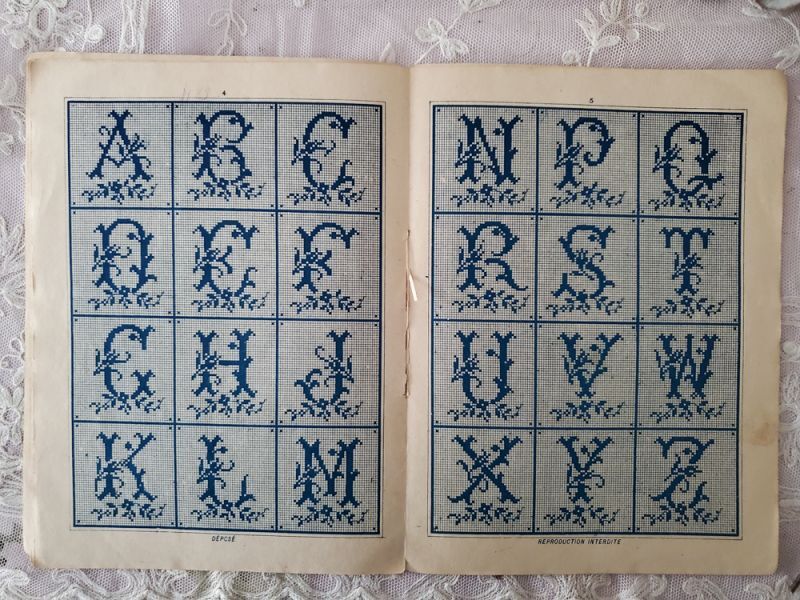 4
A B C
D E F
G H J
K L M
DÉPOSÉ
5
N P Q
R S T
U V W
X Y Z
REPRODUCTION INTERDITE